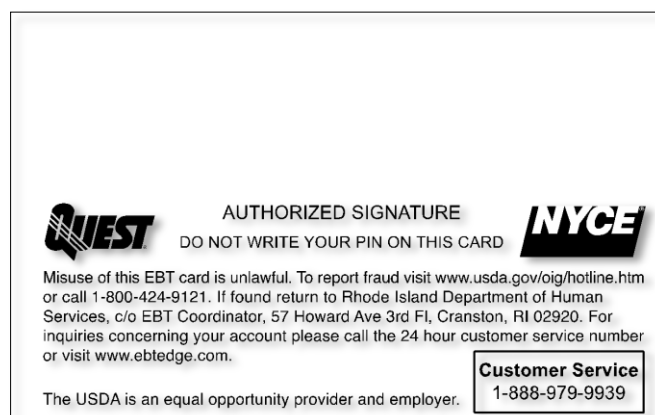 QUEST
AUTHORIZED SIGNATURE
NYCE
DO NOT WRITE YOUR PIN ON THIS CARD
Misuse of this EBT card is unlawful. To report fraud visit www.usda.gov/oig/hotline.htm
or call 1-800-424-9121. If found return to Rhode Island Department of Human
Services, c/o EBT Coordinator, 57 Howard Ave 3rd Fl, Cranston, RI 02920. For
inquiries concerning your account please call the 24 hour customer service number
or visit www.ebtedge.com.
Customer Service
1-888-979-9939
The USDA is an equal opportunity provider and employer.